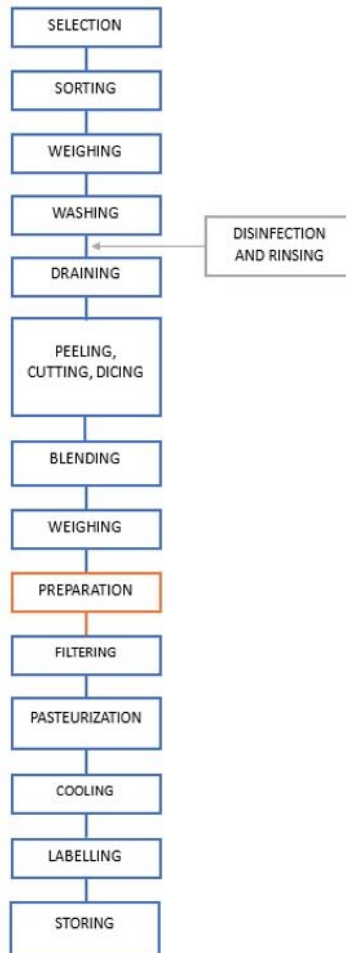 SELECTION
SORTING
WEIGHING
WASHING
DISINFECTION
AND RINSING
DRAINING
PEELING,
CUTTING, DICING
BLENDING
WEIGHING
PREPARATION
FILTERING
PASTEURIZATION
COOLING
LABELLING
STORING